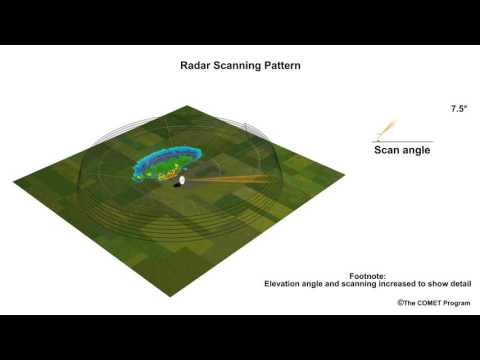 Radar Scanning Pattern
7.5°
Scan angle
Footnote:
Elevation angle and scanning increased to show detail
©The COMET Program